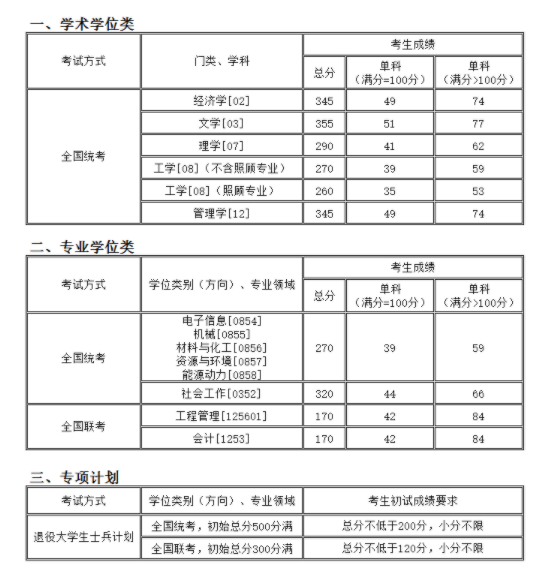 一、学术学位类
考试方式 门类、学科 考生成绩
总分 单科（满分=100分） 单科（满分>100分）
全国统考
经济学[02] 345 49 74
文学[03] 355 51 77
理学[07] 290 41 62
工学[08]（不含照顾专业） 270 39 59
工学[08]（照顾专业） 260 35 53
管理学[12] 345 49 74
二、专业学位类
考试方式 学位类别（方向）、专业领域 考生成绩
总分 单科（满分=100分） 单科（满分>100分）
全国统考
电子信息[0854]
机械[0855]
材料与化工[0856] 270 39 59
资源与环境[0857]
能源动力[0858]
社会工作[0352] 320 44 66
全国联考
工程管理[125601] 170 42 84
会计[1253] 170 42 84
三、专项计划
考试方式 学位类别（方向）、专业领域 考生初试成绩要求
退役大学生士兵计划
全国统考，初始总分500分满 总分不低于200分，小分不限
全国联考，初始总分300分满 总分不低于120分，小分不限